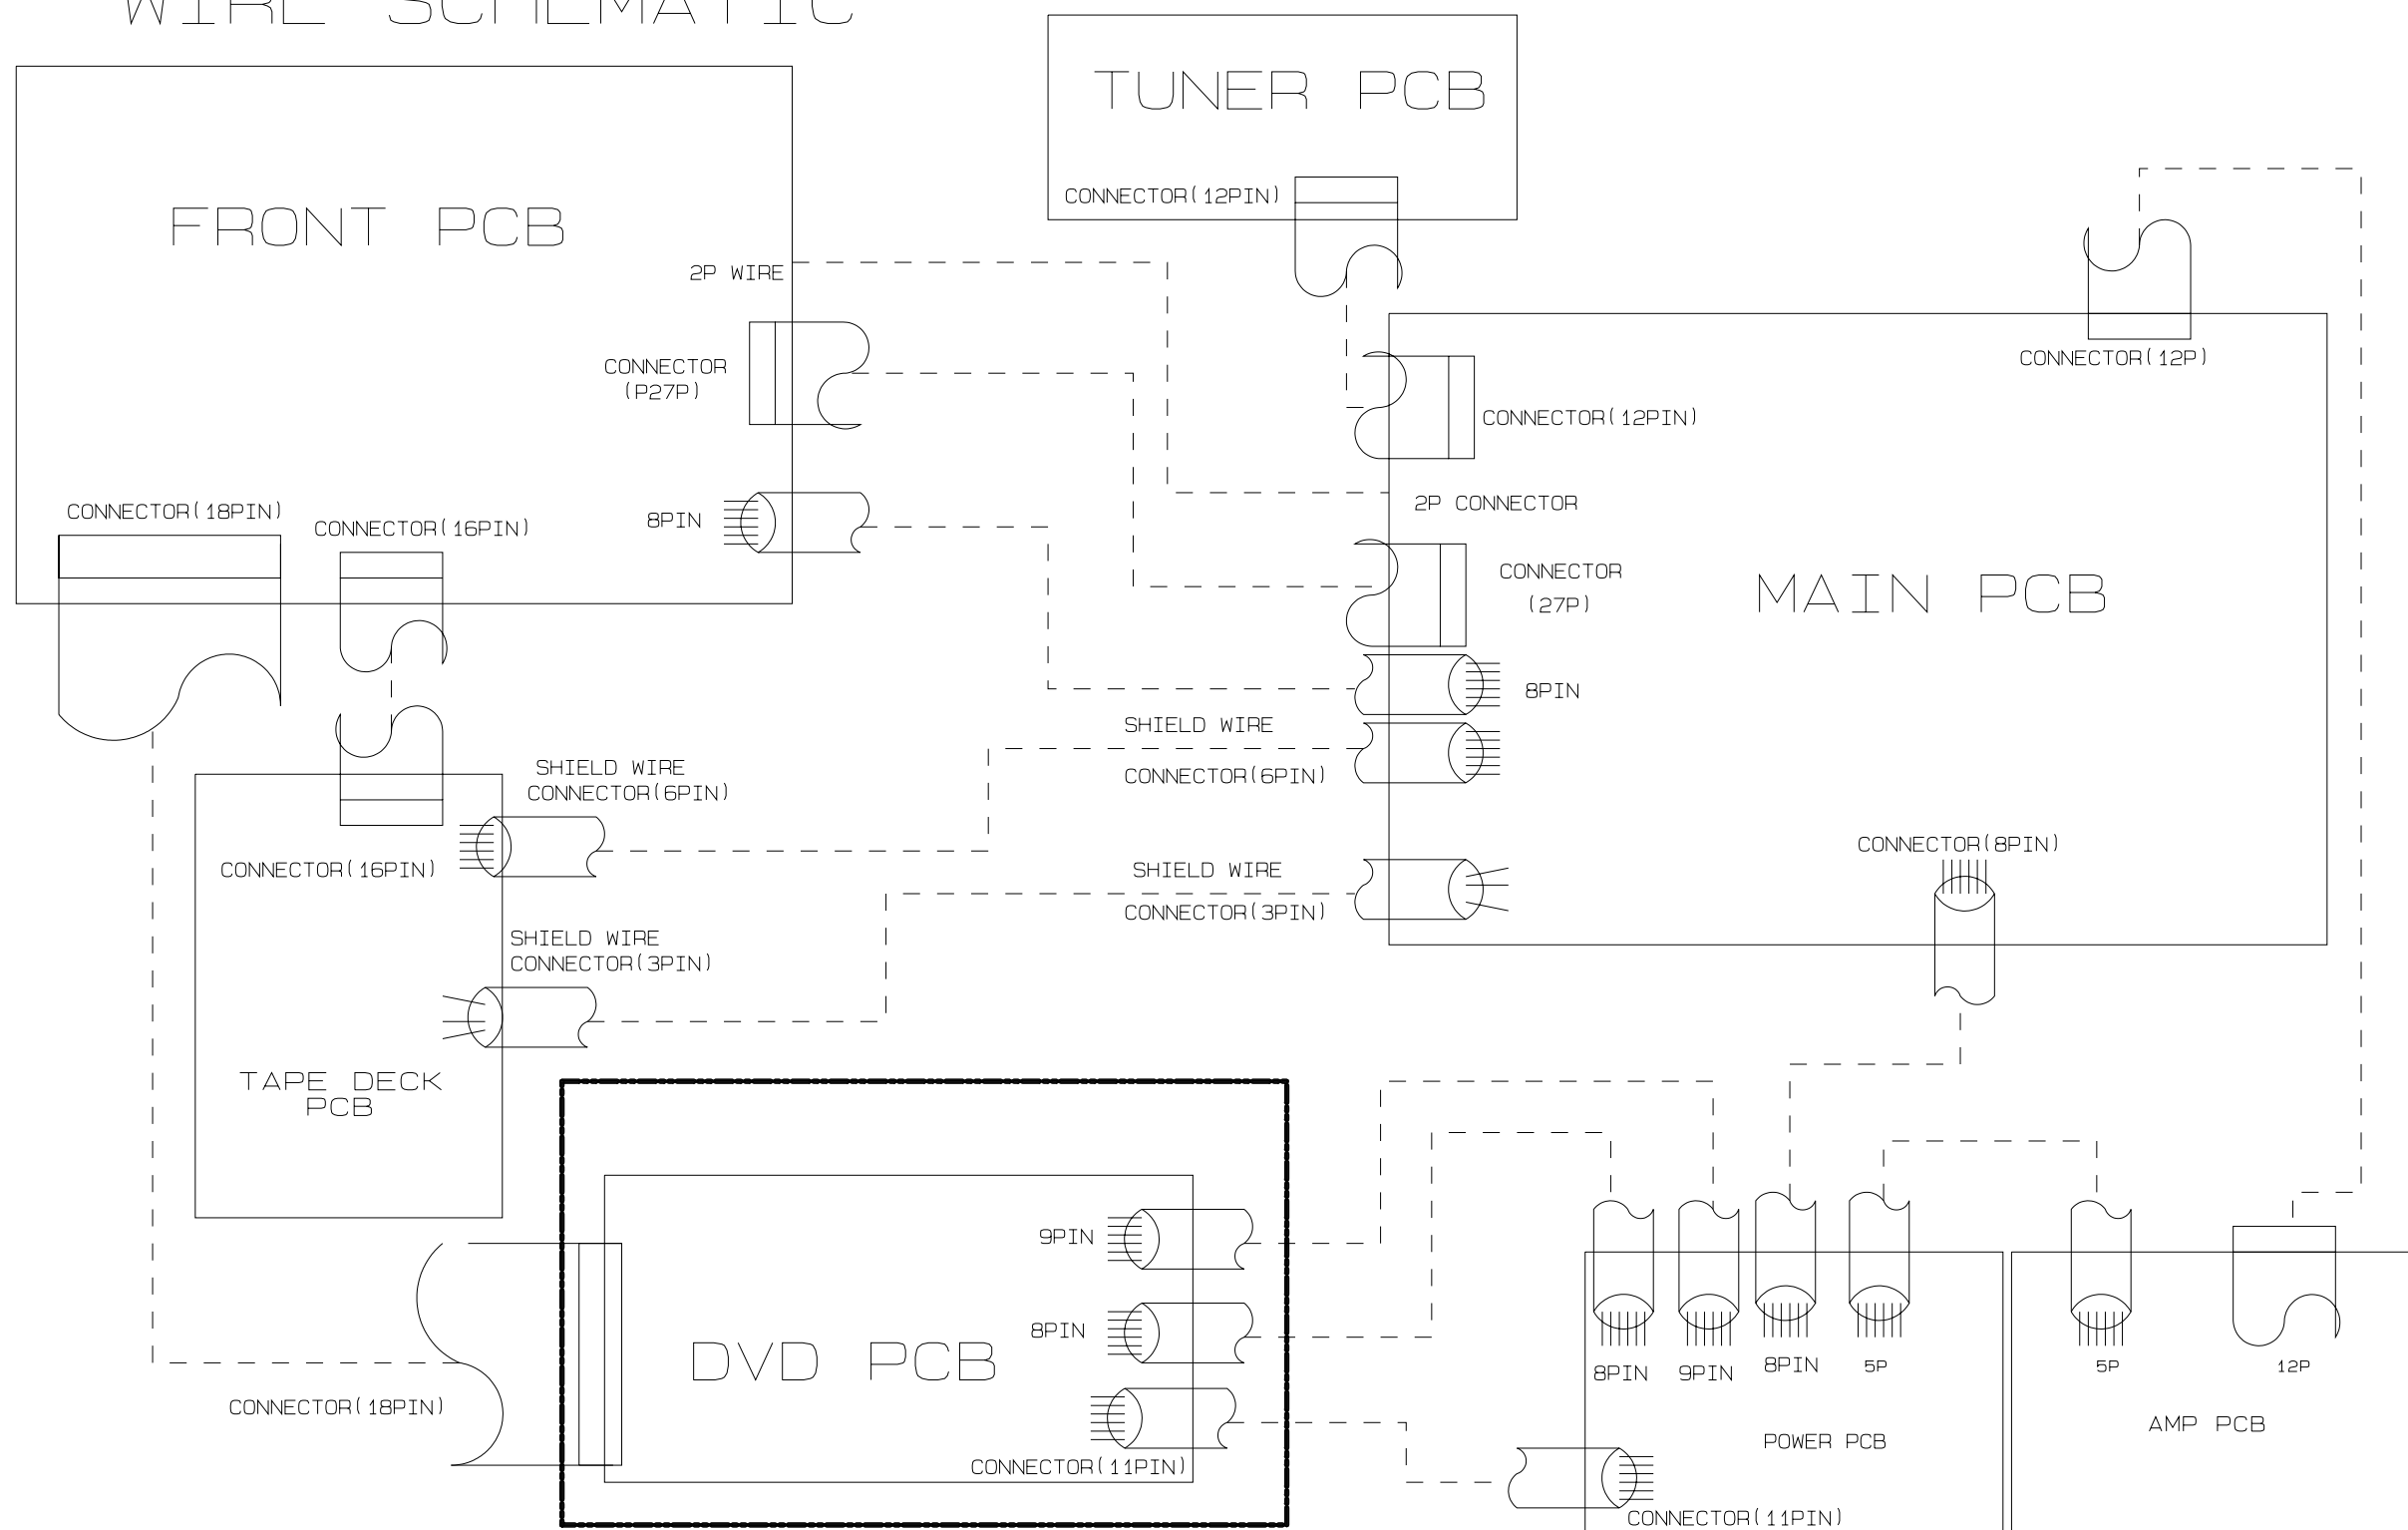 WIRE SCHEMATIC
TUNER PCB
CONNECTOR(12PIN)
FRONT PCB
2P WIRE
CONNECTOR
(P27P)
8PIN
CONNECTOR(18PIN)
CONNECTOR(16PIN)
CONNECTOR(12P)
CONNECTOR(12PIN)
2P CONNECTOR
CONNECTOR
(27P)
MAIN PCB
8PIN
SHIELD WIRE
CONNECTOR(6PIN)
SHIELD WIRE
CONNECTOR(3PIN)
CONNECTOR(8PIN)
SHIELD WIRE
CONNECTOR(6PIN)
CONNECTOR(16PIN)
SHIELD WIRE
CONNECTOR(3PIN)
TAPE DECK
PCB
9PIN
8PIN
DVD PCB
CONNECTOR(18PIN)
CONNECTOR(11PIN)
8PIN
9PIN
8PIN
5P
POWER PCB
CONNECTOR(11PIN)
5P
12P
AMP PCB